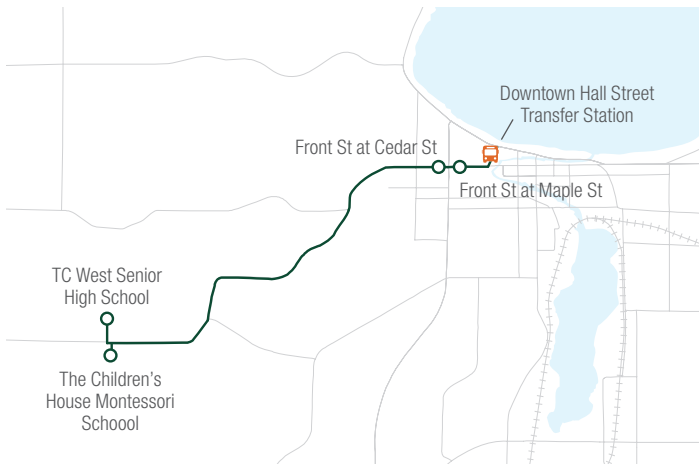 Downtown Hall Street
Transfer Station
Front St at Cedar St
Front St at Maple St
TC West Senior
High School
The Children's
House Montessori
Schoool